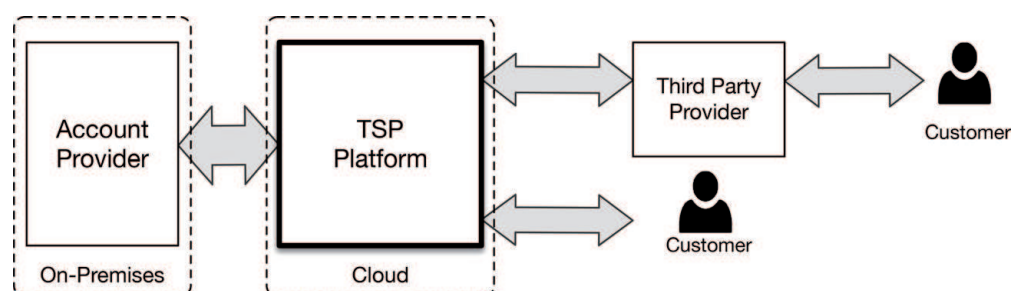 Account
Provider
On-Premises
TSP
Platform
Cloud
Third Party
Provider
Customer
Customer